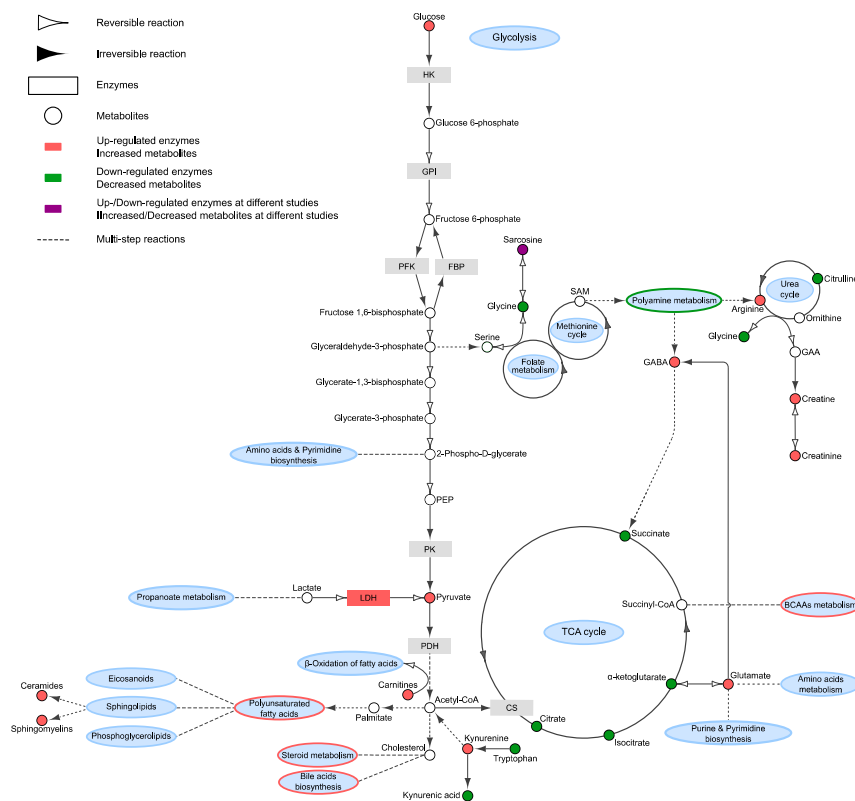 Reversible reaction
Irreversible reaction
Enzymes
Metabolites
Up-regulated enzymes
Increased metabolites
Down-regulated enzymes
Decreased metabolites
Up-/Down-regulated enzymes at different studies
IIncreased/Decreased metabolites at different studies
Multi-step reactions
Glucose
Glycolysis
HK
Glucose 6-phosphate
GPI
Fructose 6-phosphate
PFK
FBP
Fructose 1,6-bisphosphate
Glyceraldehyde-3-phosphate
Glycerate-1,3-bisphosphate
Glycerate-3-phosphate
Amino acids & Pyrimidine
biosynthesis
2-Phospho-D-glycerate
PEP
PK
Sarcosine
Glycine
Serine
Folate
metabolism
Methionine
cycle
SAM
Polyamine metabolism
Urea
cycle
Citrulline
Arginine
Ornithine
Glycine
GAA
GABA
Creatine
Creatinine
Propanoate metabolism
Lactate
LDH
Pyruvate
PDH
β-Oxidation of fatty acids
Carnitines
Acetyl-CoA
CS
Eicosanoids
Ceramides
Sphingolipids
Sphingomyelins
Phosphoglycerolipids
Polyunsaturated
fatty acids
Palmitate
Cholesterol
Steroid metabolism
Bile acids
biosynthesis
Kynurenine
Tryptophan
Kynurenic acid
TCA cycle
Succinate
Succinyl-CoA
BCAAs metabolism
α-ketoglutarate
Glutamate
Amino acids
metabolism
Purine & Pyrimidine
biosynthesis
Citrate
Isocitrate